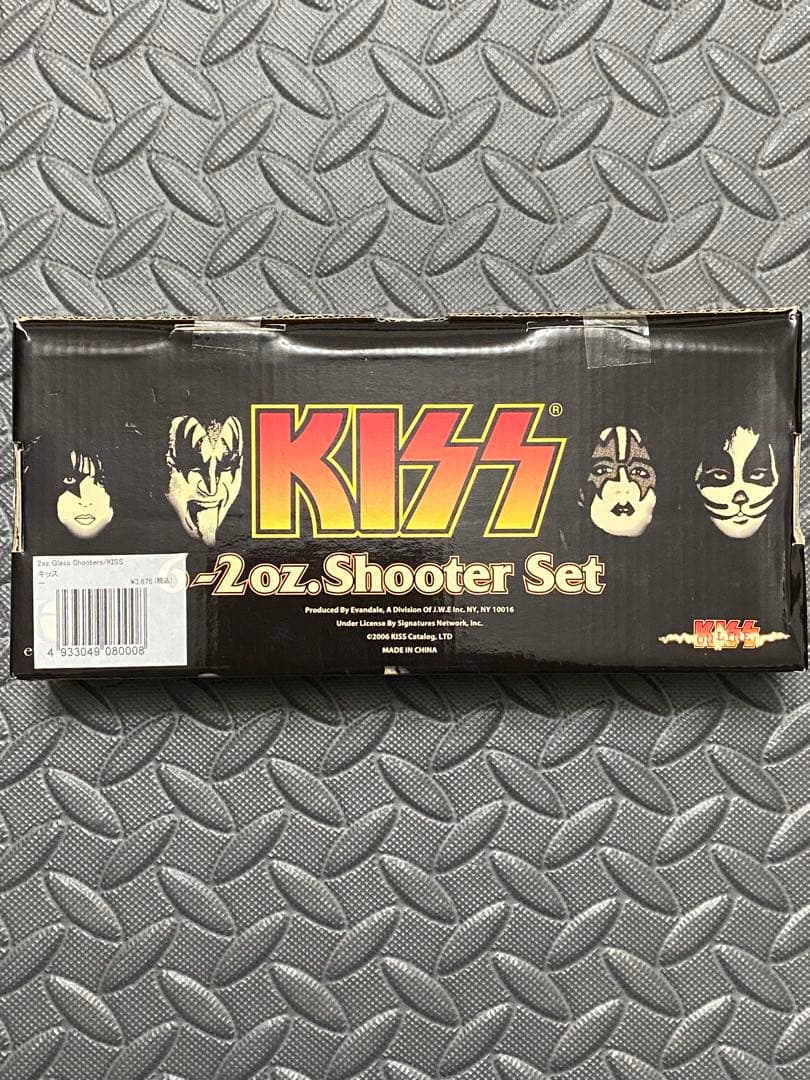 KISS®
6-2oz.Shooter Set
2oz Glass Shooters/KISS
キッス
ー
¥3,675(税込)
4 933049 080008
Produced By Evandale, A Division Of J.W.E Inc. NY, NY 10016
Under License By Signatures Network, Inc.
©2006 KISS Catalog, LTD
MADE IN CHINA
e
KISS
ONLINE